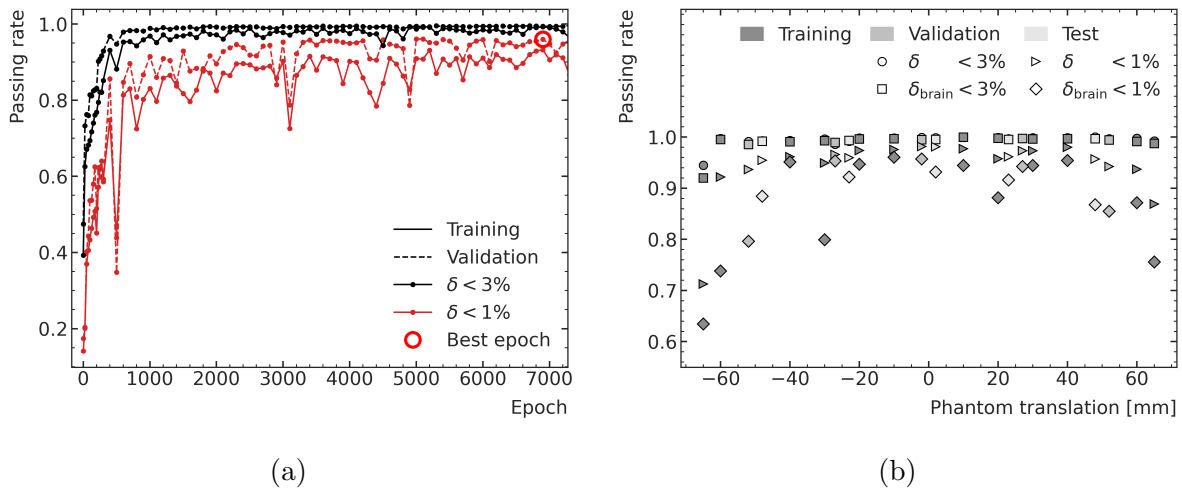 Passing rate
1.0
0.8
0.6
0.4
0.2
0 1000 2000 3000 4000 5000 6000 7000
Epoch
Training
Validation
δ < 3%
δ < 1%
Best epoch
(a)
Passing rate
Training Validation Test
δ < 3% δ < 1%
δbrain < 3% δbrain < 1%
1.0
0.9
0.8
0.7
0.6
−60 −40 −20 0 20 40 60
Phantom translation [mm]
(b)